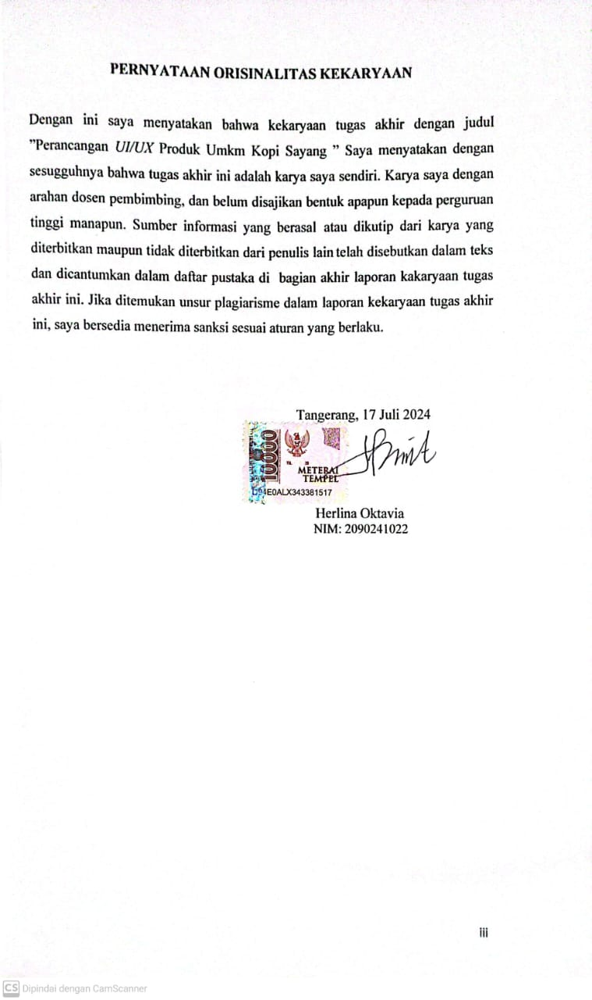 PERNYATAAN ORISINALITAS KEKARYAAN
Dengan ini saya menyatakan bahwa kekaryaan tugas akhir dengan judul
”Perancangan UI/UX Produk Umkm Kopi Sayang ” Saya menyatakan dengan
sesugguhnya bahwa tugas akhir ini adalah karya saya sendiri. Karya saya dengan
arahan dosen pembimbing, dan belum disajikan bentuk apapun kepada perguruan
tinggi manapun. Sumber informasi yang berasal atau dikutip dari karya yang
diterbitkan maupun tidak diterbitkan dari penulis lain telah disebutkan dalam teks
dan dicantumkan dalam daftar pustaka di bagian akhir laporan kakaryaan tugas
akhir ini. Jika ditemukan unsur plagiarisme dalam laporan kekaryaan tugas akhir
ini, saya bersedia menerima sanksi sesuai aturan yang berlaku.
Tangerang, 17 Juli 2024
10000
METERAI
TEMPEL
E0ALX343381517
Herlina Oktavia
NIM: 2090241022
iii
CS Dipindai dengan CamScanner